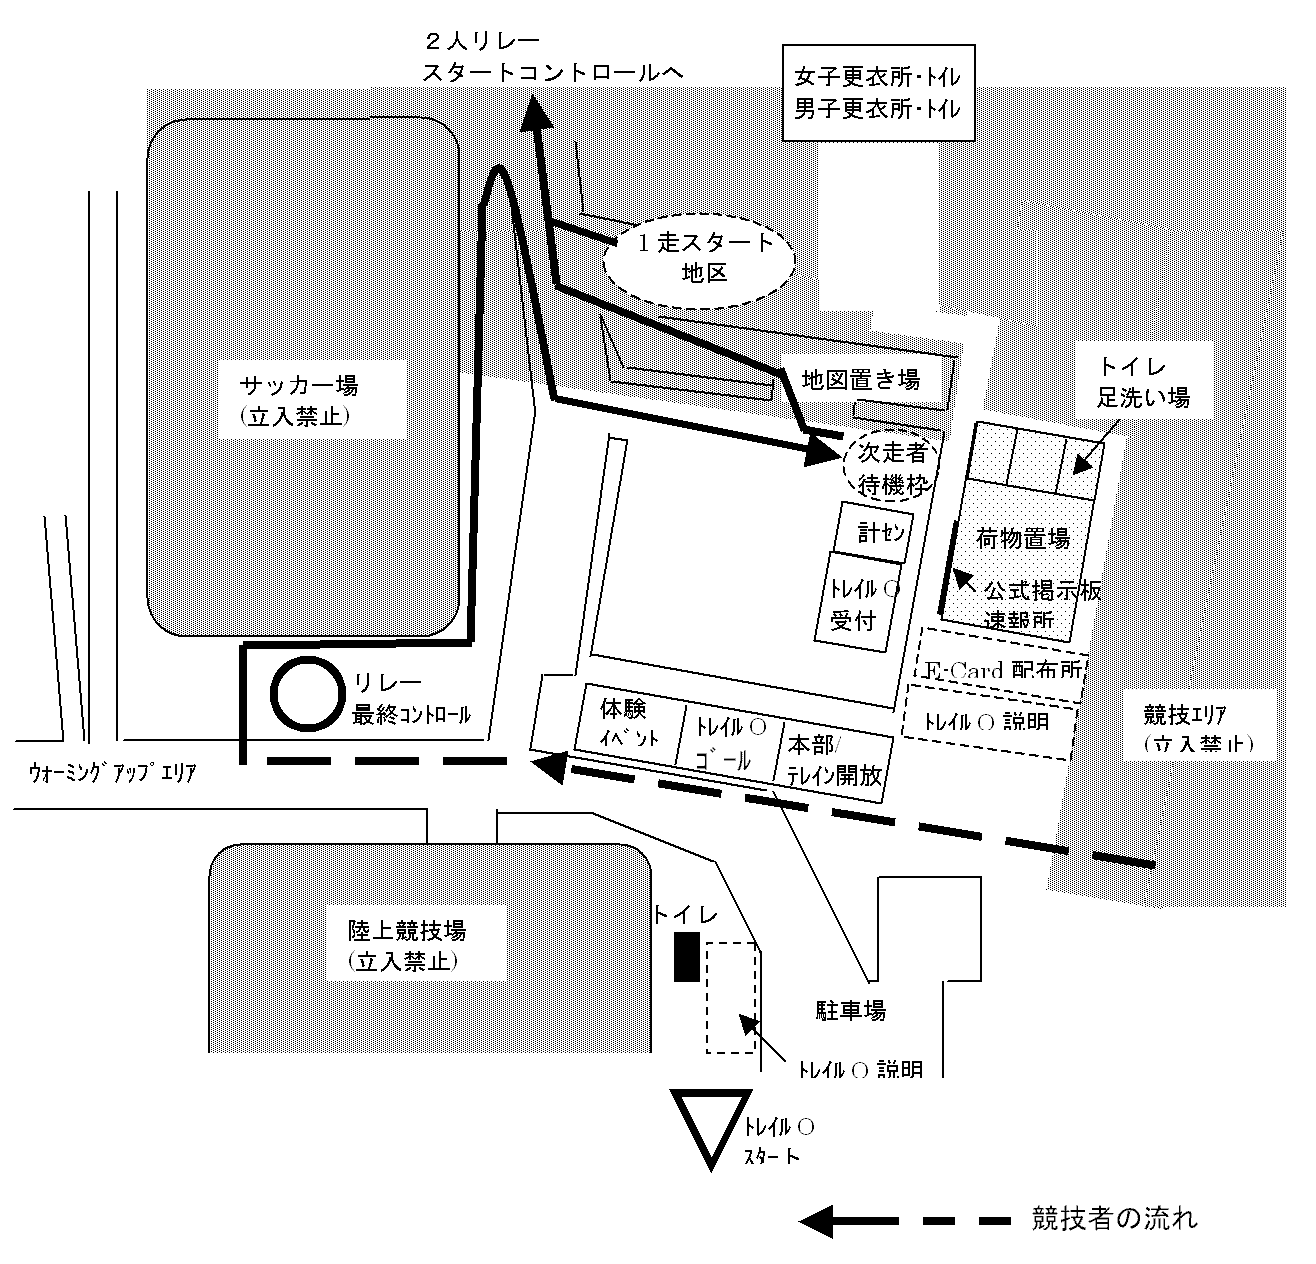 ２人リレー
スタートコントロールへ
女子更衣所･ﾄｲﾚ
男子更衣所･ﾄｲﾚ
１走スタート
地区
サッカー場
(立入禁止)
地図置き場
トイレ
足洗い場
次走者
待機枠
計ｾﾝ
ﾄﾚｲﾙ O
受付
荷物置場
公式掲示板
速報所
E-Card 配布所
ﾄﾚｲﾙ O 説明
リレー
最終ｺﾝﾄﾛｰﾙ
体験
ｲﾍﾞﾝﾄ
ﾄﾚｲﾙ O
ｺﾞｰﾙ
本部/
ﾃﾚｲﾝ開放
競技ｴﾘｱ
(立入禁止)
ｳｫｰﾐﾝｸﾞｱｯﾌﾟｴﾘｱ
陸上競技場
(立入禁止)
トイレ
駐車場
ﾄﾚｲﾙ O 説明
ﾄﾚｲﾙ O
ｽﾀｰﾄ
競技者の流れ